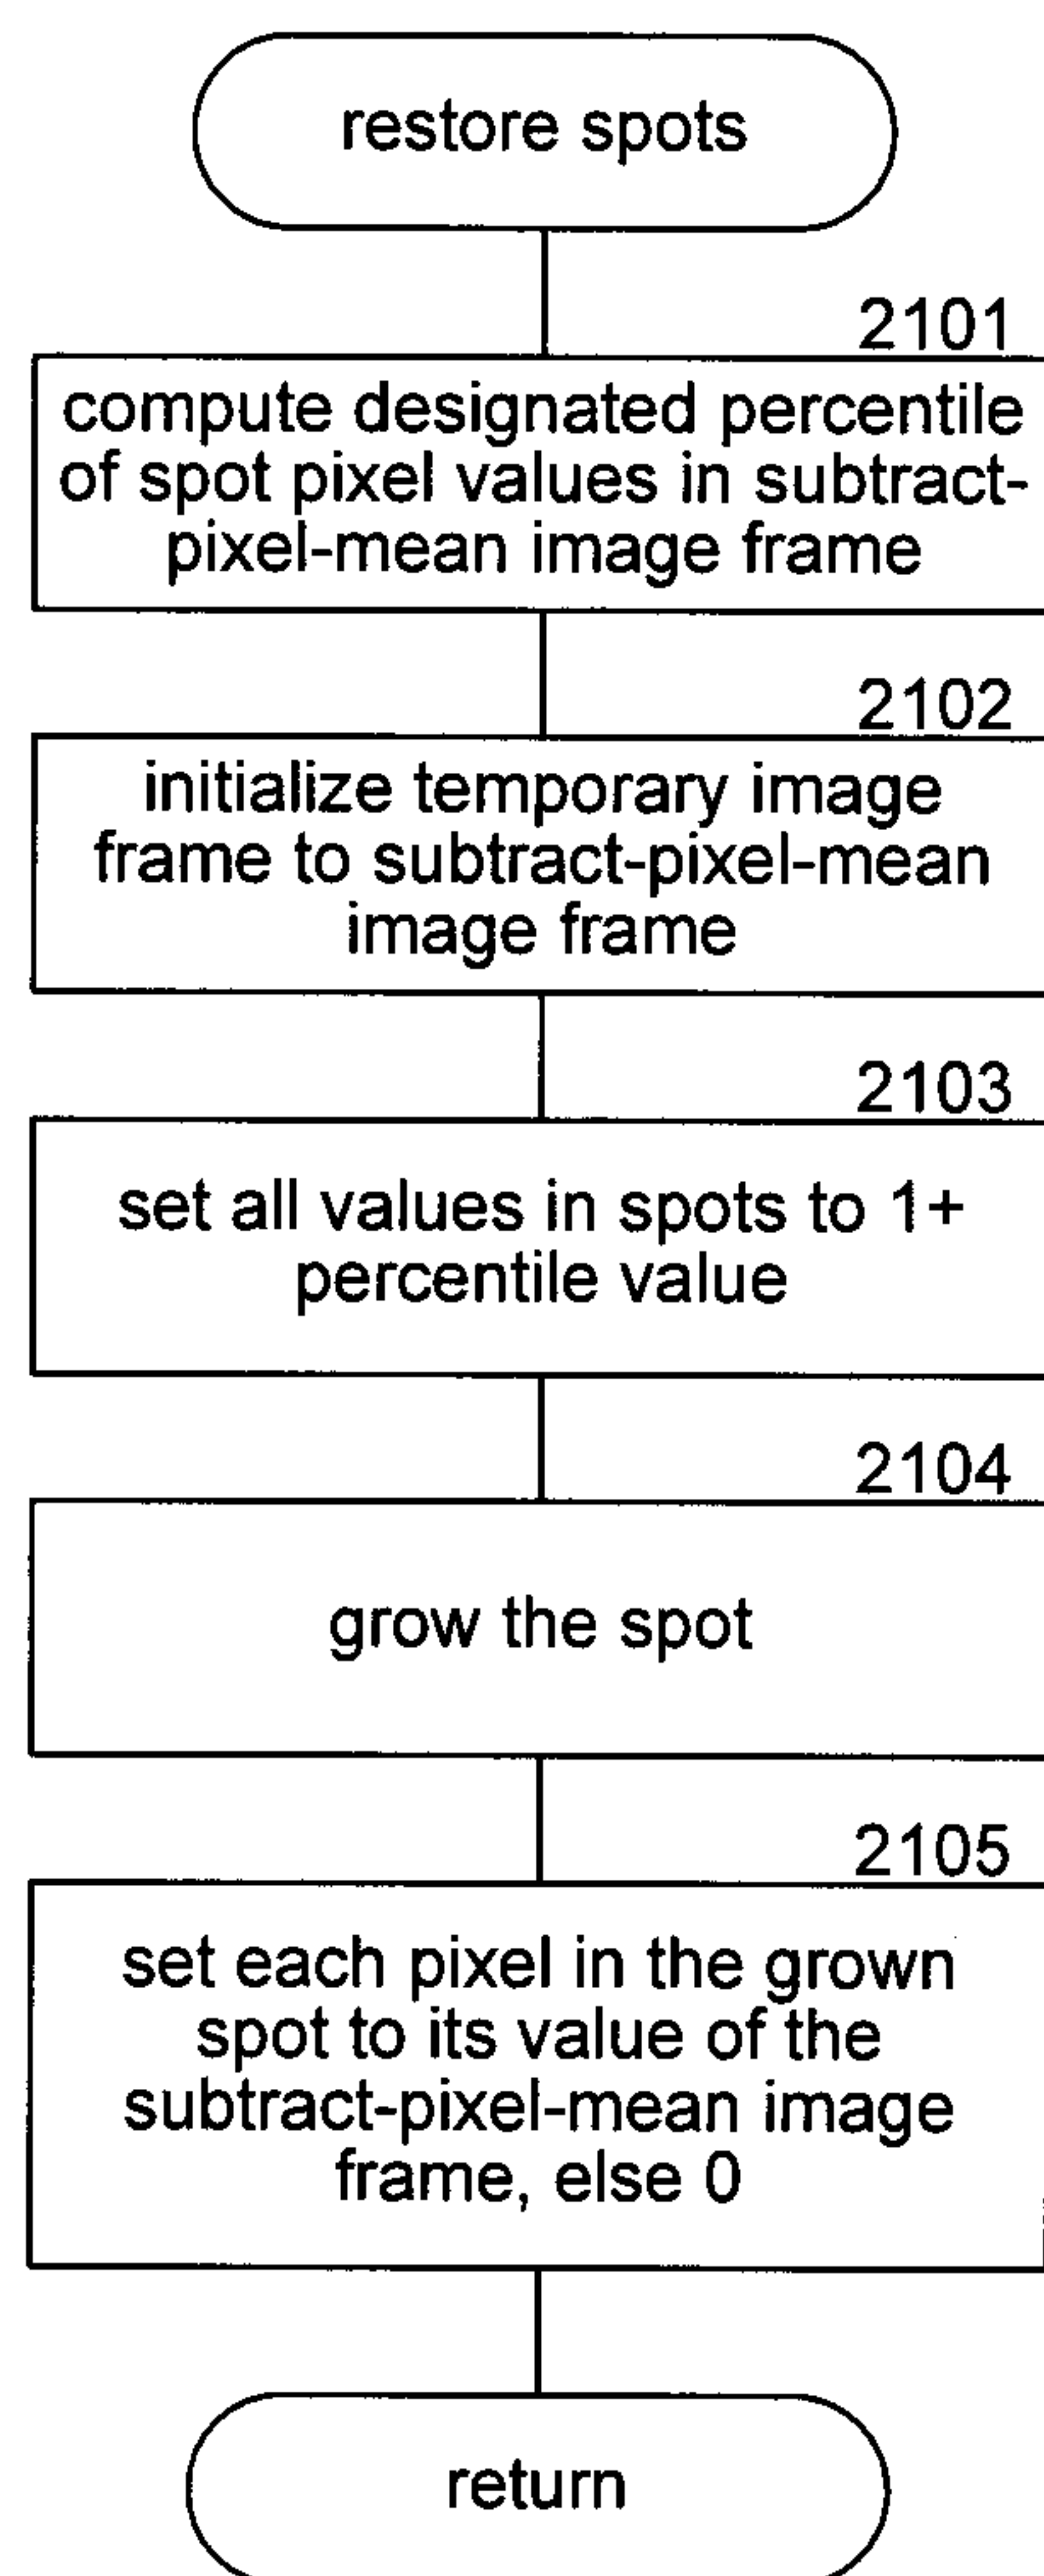 restore spots
2101
compute designated percentile
of spot pixel values in subtract-
pixel-mean image frame
2102
initialize temporary image
frame to subtract-pixel-mean
image frame
2103
set all values in spots to 1+
percentile value
2104
grow the spot
2105
set each pixel in the grown
spot to its value of the
subtract-pixel-mean image
frame, else 0
return